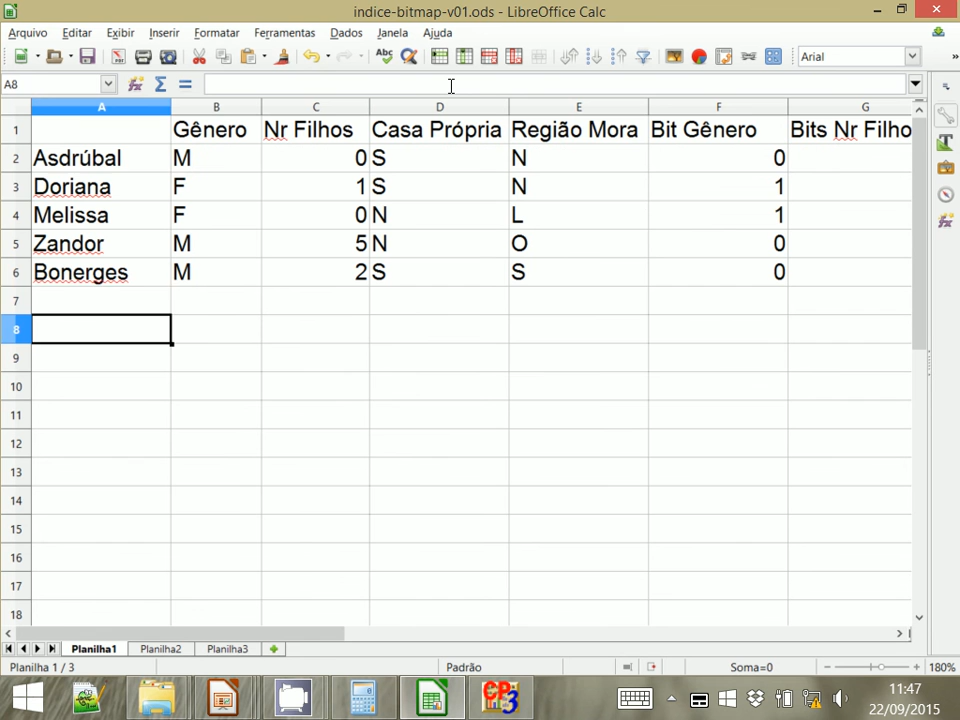 indice-bitmap-v01.ods - LibreOffice Calc
Arquivo Editar Exibir Inserir Formatar Ferramentas Dados Janela Ajuda
Arial
A8
A B C D E F G
1 Gênero Nr Filhos Casa Própria Região Mora Bit Gênero Bits Nr Filho
2 Asdrúbal M 0 S N 0
3 Doriana F 1 S N 1
4 Melissa F 0 N L 1
5 Zandor M 5 N O 0
6 Bonerges M 2 S S 0
7
8
9
10
11
12
13
14
15
16
17
18
Planilha1 Planilha2 Planilha3
Planilha 1 / 3 Padrão Soma=0 180%
CP3 11:47
22/09/2015